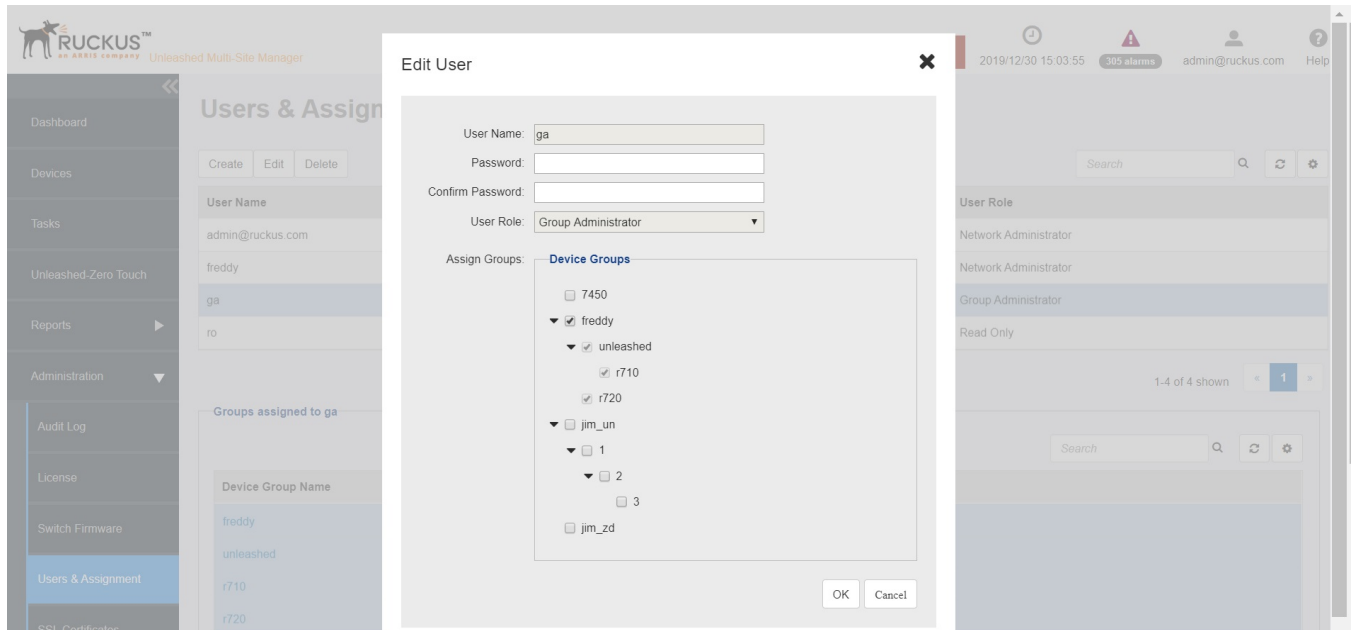 RUCKUS™
an ARRIS company
Unleashed Multi-Site Manager
2019/12/30 15:03:55
305 alarms
admin@ruckus.com
Help
Dashboard
Devices
Tasks
Unleashed-Zero Touch
Reports
Administration
Audit Log
License
Switch Firmware
Users & Assignment
SSL Certificates
Users & Assign
Create
Edit
Delete
Search
User Name
User Role
admin@ruckus.com
Network Administrator
freddy
Network Administrator
ga
Group Administrator
ro
Read Only
1-4 of 4 shown
«
1
»
Groups assigned to ga
Search
Device Group Name
freddy
unleashed
r710
r720
Edit User
User Name:
ga
Password:
Confirm Password:
User Role:
Group Administrator
Assign Groups:
Device Groups
7450
freddy
unleashed
r710
r720
jim_un
1
2
3
jim_zd
OK
Cancel